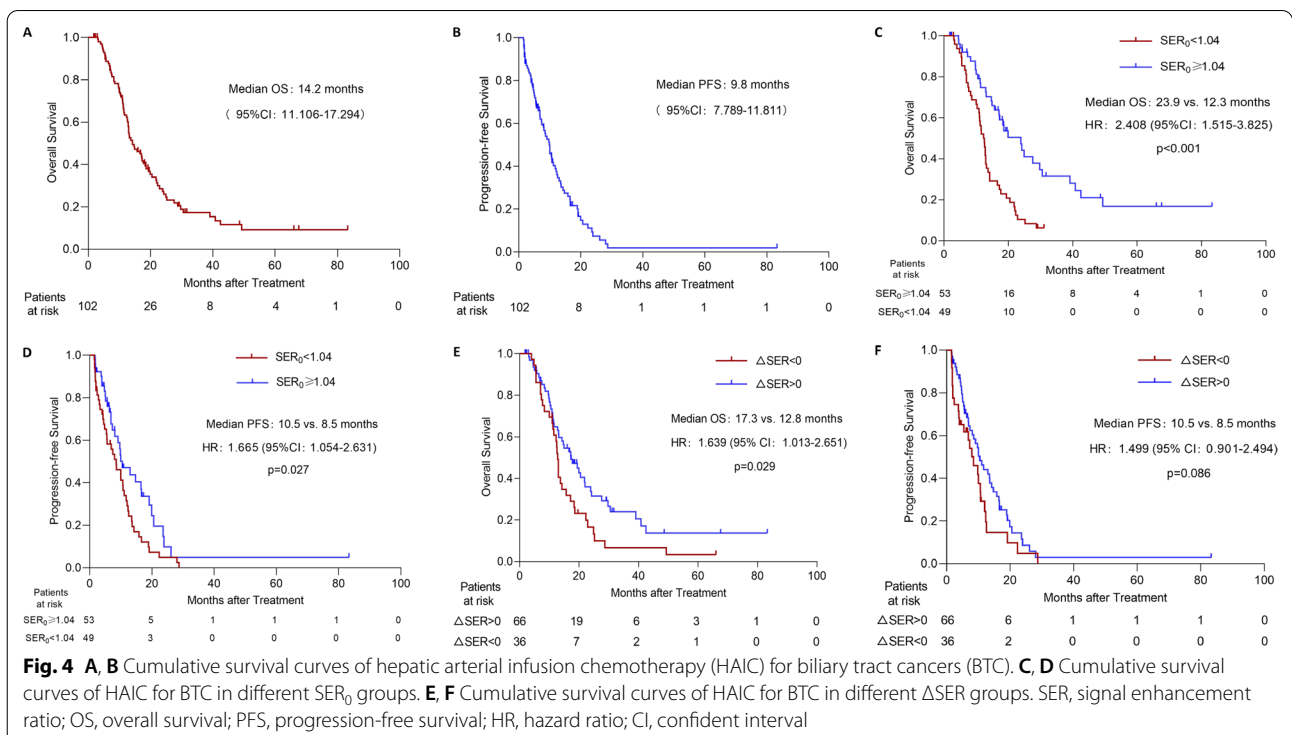 A
1.0
0.8
0.6
0.4
0.2
0.0
Overall Survival
Median OS: 14.2 months
( 95%CI: 11.106-17.294)
0 20 40 60 80 100
Months after Treatment
Patients
at risk
102 26 8 4 1 0
B
1.0
0.8
0.6
0.4
0.2
0.0
Progression-free Survival
Median PFS: 9.8 months
( 95%CI: 7.789-11.811)
0 20 40 60 80 100
Months after Treatment
Patients
at risk
102 8 1 1 1 0
C
1.0
0.8
0.6
0.4
0.2
0.0
Overall Survival
SER₀<1.04
SER₀⩾1.04
Median OS: 23.9 vs. 12.3 months
HR: 2.408 (95%CI: 1.515-3.825)
p<0.001
0 20 40 60 80 100
Months after Treatment
Patients
at risk
SER₀⩾1.04 53 16 8 4 1 0
SER₀<1.04 49 10 0 0 0 0
D
1.0
0.8
0.6
0.4
0.2
0.0
Progression-free Survival
SER₀<1.04
SER₀⩾1.04
Median PFS: 10.5 vs. 8.5 months
HR: 1.665 (95%CI: 1.054-2.631)
p=0.027
0 20 40 60 80 100
Months after Treatment
Patients
at risk
SER₀⩾1.04 53 5 1 1 1 0
SER₀<1.04 49 3 0 0 0 0
E
1.0
0.8
0.6
0.4
0.2
0.0
Overall Survival
△SER<0
△SER>0
Median OS: 17.3 vs. 12.8 months
HR: 1.639 (95% CI: 1.013-2.651)
p=0.029
0 20 40 60 80 100
Months after Treatment
Patients
at risk
△SER>0 66 19 6 3 1 0
△SER<0 36 7 2 1 0 0
F
1.0
0.8
0.6
0.4
0.2
0.0
Progression-free Survival
△SER<0
△SER>0
Median PFS: 10.5 vs. 8.5 months
HR: 1.499 (95% CI: 0.901-2.494)
p=0.086
0 20 40 60 80 100
Months after Treatment
Patients
at risk
△SER>0 66 6 1 1 1 0
△SER<0 36 2 0 0 0 0
Fig. 4 A, B Cumulative survival curves of hepatic arterial infusion chemotherapy (HAIC) for biliary tract cancers (BTC). C, D Cumulative survival
curves of HAIC for BTC in different SER₀ groups. E, F Cumulative survival curves of HAIC for BTC in different ΔSER groups. SER, signal enhancement
ratio; OS, overall survival; PFS, progression-free survival; HR, hazard ratio; CI, confident interval